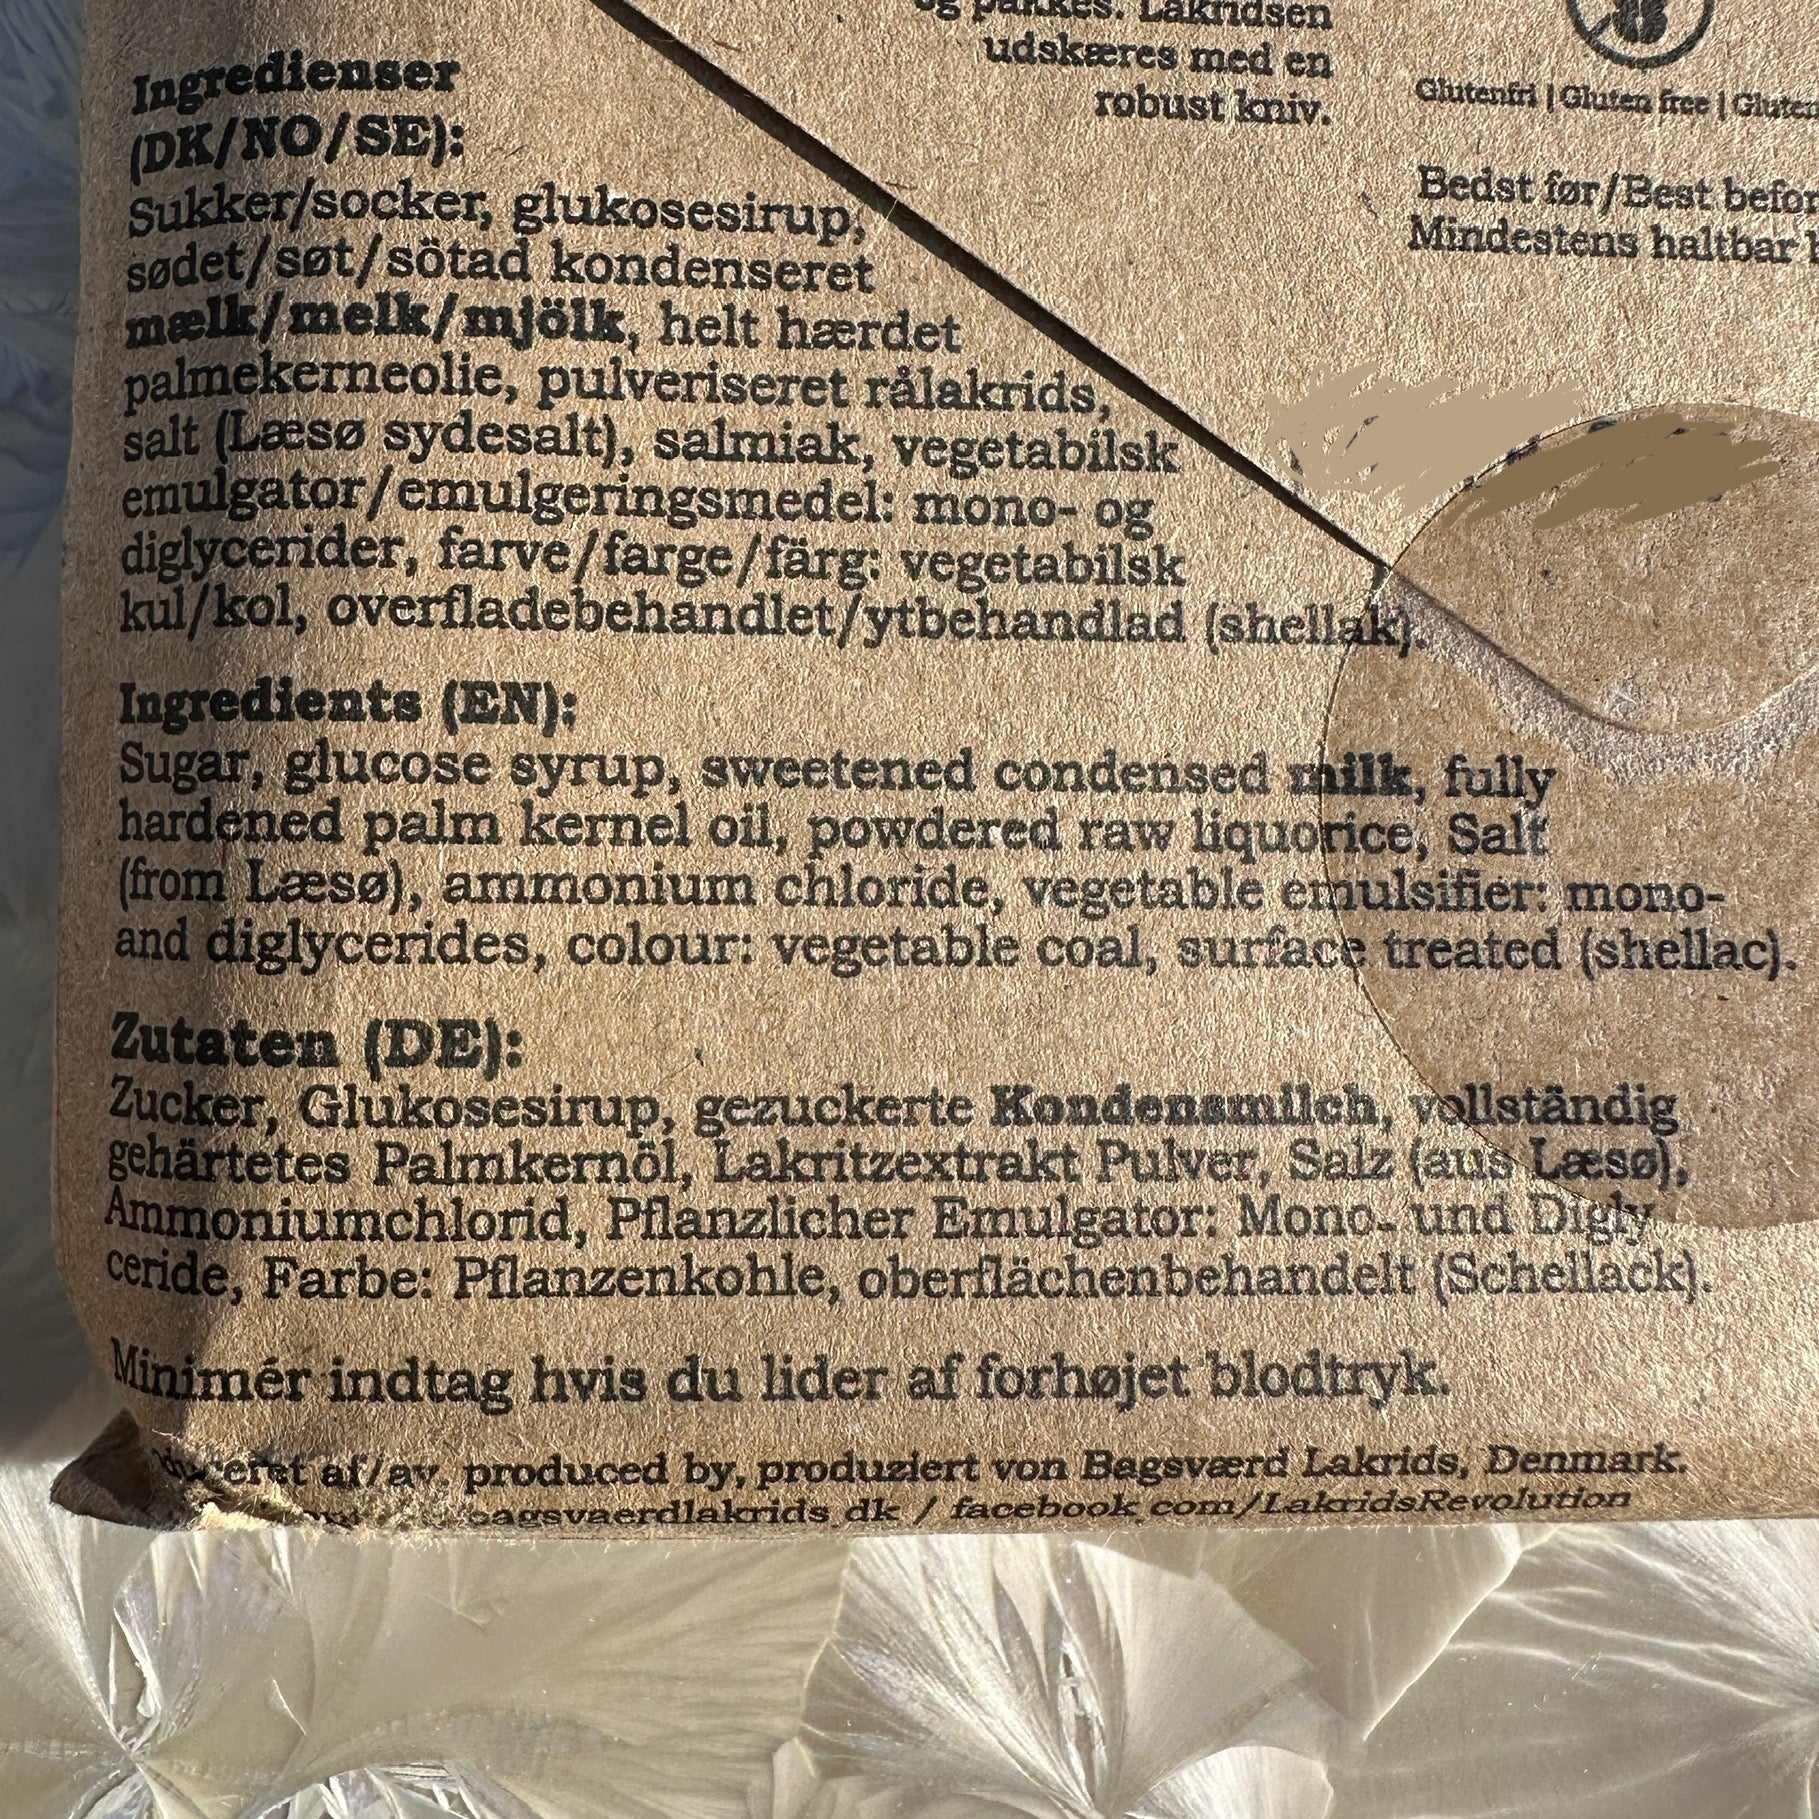 pakkes. Lakridsen
udskæres med en
robust kniv.
Glutenfri | Gluten free |
Bedst før/Best
Mindestens haltbar
Ingredienser
(DK/NO/SE):
Sukker/socker, glukosesirup,
sødet/søt/sötad kondenseret
mælk/melk/mjölk, helt hærdet
palmekerneolie, pulveriseret rålakrids,
salt (Læsø sydesalt), salmiak, vegetabilsk
emulgator/emulgeringsmedel: mono- og
diglycerider, farve/farge/färg: vegetabilsk
kul/kol, overfladebehandlet/ytbehandlad (shellak).
Ingredients (EN):
Sugar, glucose syrup, sweetened condensed milk, fully
hardened palm kernel oil, powdered raw liquorice, Salt
(from Læsø), ammonium chloride, vegetable emulsifier: mono-
and diglycerides, colour: vegetable coal, surface treated (shellac).
Zutaten (DE):
Zucker, Glukosesirup, gezuckerte Kondensmilch, vollständig
gehärtetes Palmkernöl, Lakritzextrakt Pulver, Salz (aus Læsø),
Ammoniumchlorid, Pflanzlicher Emulgator: Mono- und Digly
ceride, Farbe: Pflanzenkohle, oberflächenbehandelt (Schellack).
Minimér indtag hvis du lider af forhøjet blodtryk.
af/av, produced by, produziert von Bagsværd Lakrids, Denmark.
bagsvaerdlakrids.dk / facebook.com/LakridsRevolution